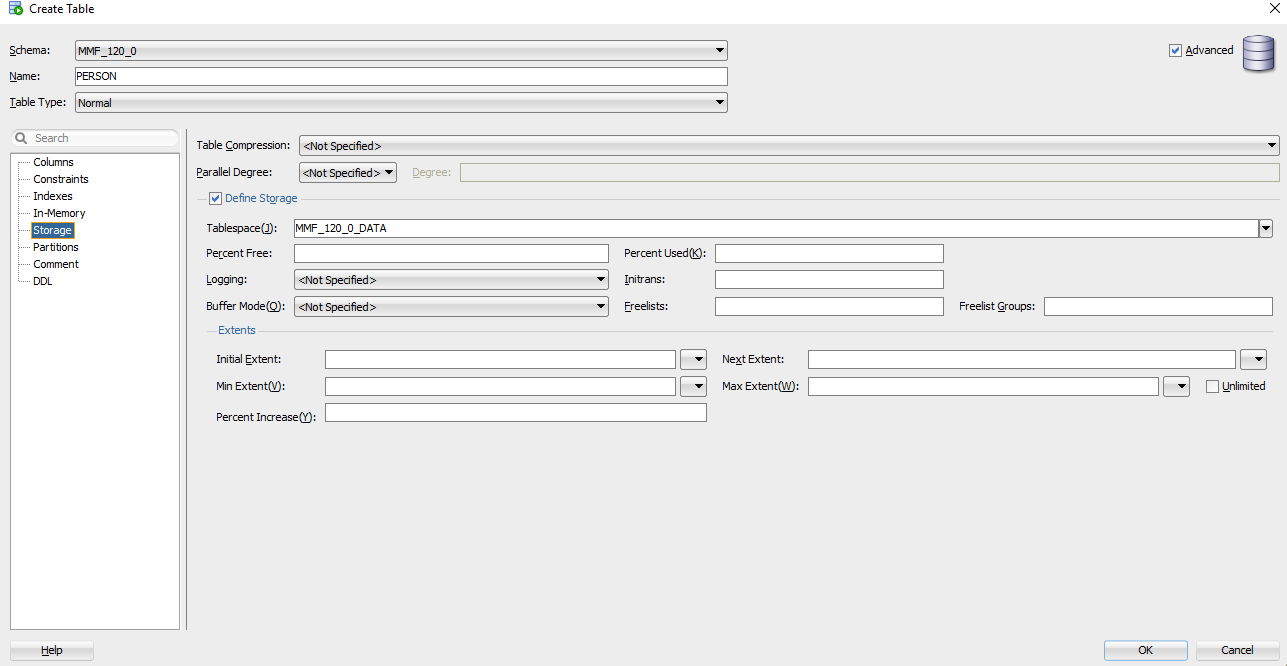 Create Table
Schema: MMF_120_0 Advanced
Name: PERSON
Table Type: Normal
Search
Columns
Constraints
Indexes
In-Memory
Storage
Partitions
Comment
DDL
Table Compression: <Not Specified>
Parallel Degree: <Not Specified> Degree:
Define Storage
Tablespace(J): MMF_120_0_DATA
Percent Free: Percent Used(K):
Logging: <Not Specified> Initrans:
Buffer Mode(O): <Not Specified> Freelists: Freelist Groups:
Extents
Initial Extent: Next Extent:
Min Extent(V): Max Extent(W): Unlimited
Percent Increase(Y):
Help OK Cancel